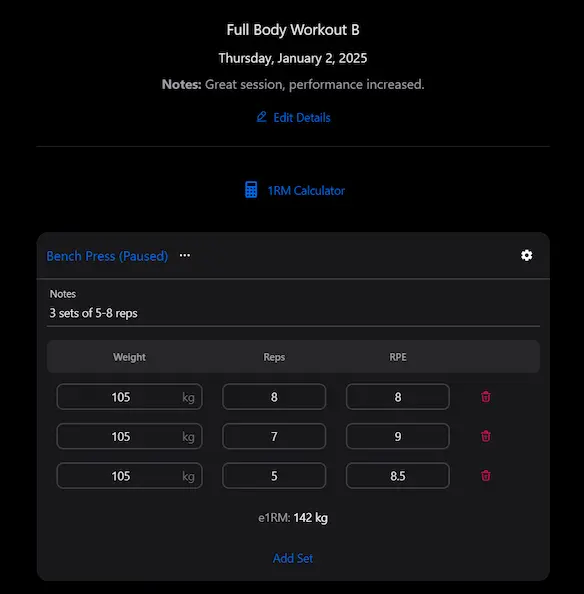 Full Body Workout B
Thursday, January 2, 2025
Notes: Great session, performance increased.
Edit Details
1RM Calculator
Bench Press (Paused) ...
Notes
3 sets of 5-8 reps
Weight Reps RPE
105 kg 8 8
105 kg 7 9
105 kg 5 8.5
e1RM: 142 kg
Add Set